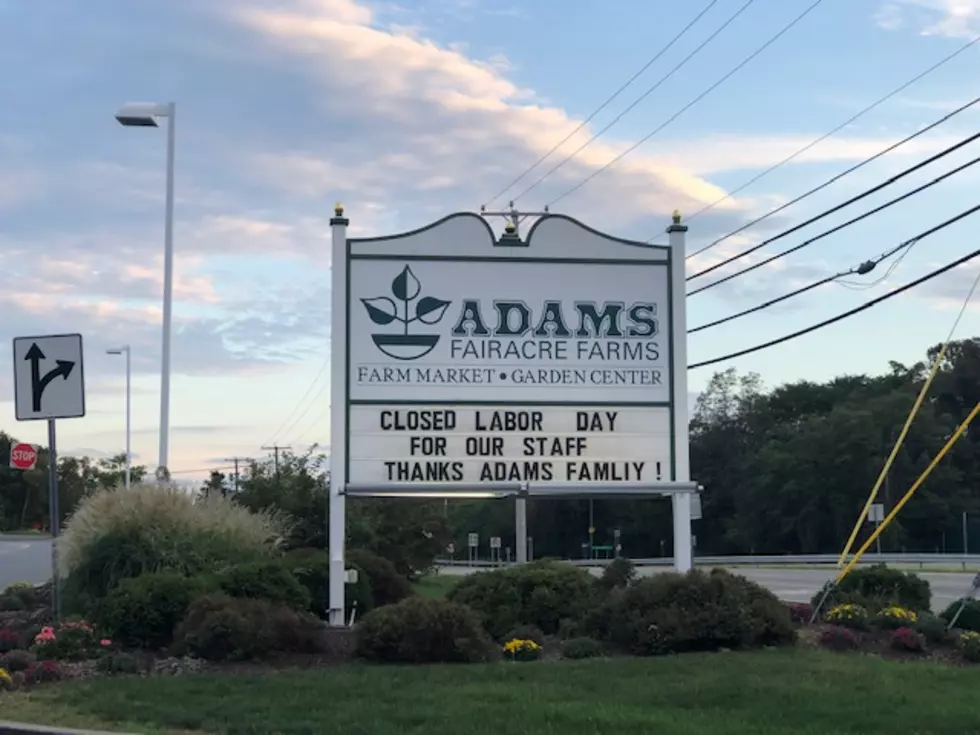 ADAMS
FAIRACRE FARMS
FARM MARKET • GARDEN CENTER
CLOSED LABOR DAY
FOR OUR STAFF
THANKS ADAMS FAMLIY !
STOP